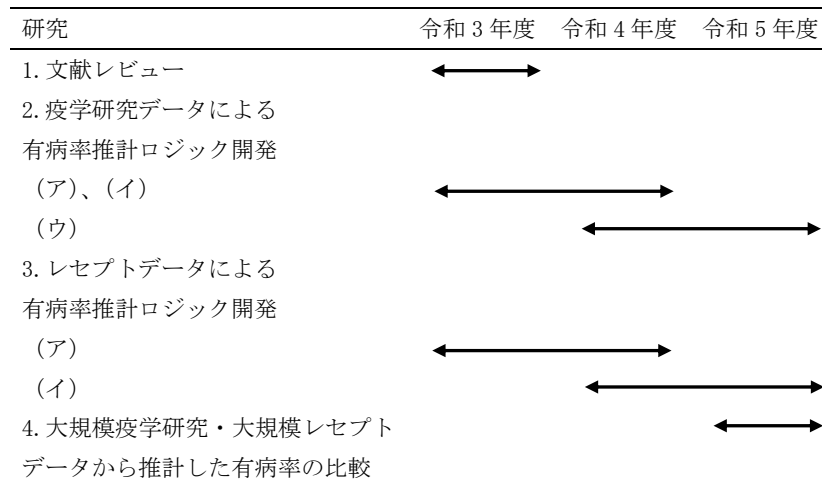 研究 令和3年度 令和4年度 令和5年度
1.文献レビュー
2.疫学研究データによる
有病率推計ロジック開発
（ア）、（イ）
（ウ）
3.レセプトデータによる
有病率推計ロジック開発
（ア）
（イ）
4.大規模疫学研究・大規模レセプト
データから推計した有病率の比較